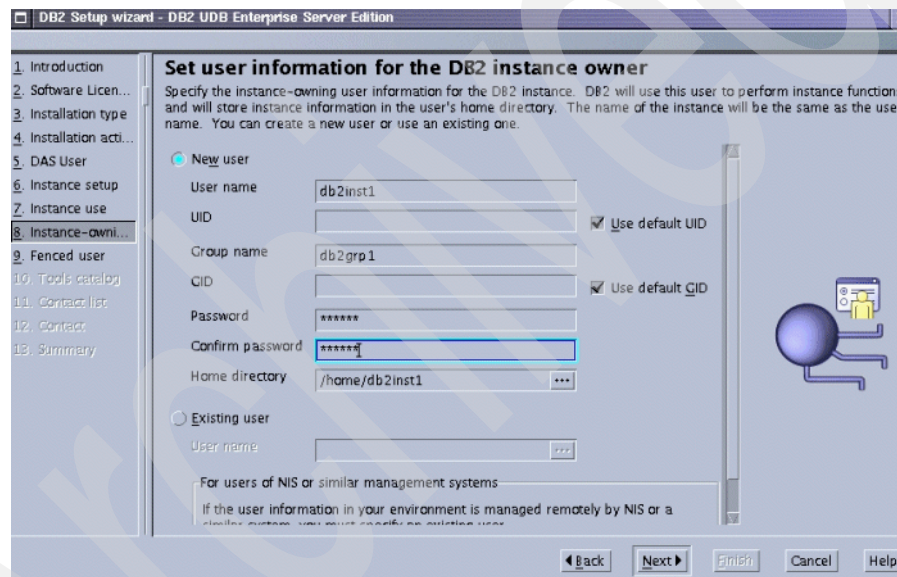 DB2 Setup wizard - DB2 UDB Enterprise Server Edition
1. Introduction
2. Software Licen...
3. Installation type
4. Installation acti...
5. DAS User
6. Instance setup
7. Instance use
8. Instance-owni...
9. Fenced user
10. Tools catalog
11. Contact list
12. Contact
13. Summary
Set user information for the DB2 instance owner
Specify the instance-owning user information for the DB2 instance. DB2 will use this user to perform instance function
and will store instance information in the user's home directory. The name of the instance will be the same as the use
name. You can create a new user or use an existing one.
New user
User name db2inst1
UID Use default UID
Group name db2grp1
GID Use default GID
Password ******
Confirm password ******
Home directory /home/db2inst1 ...
Existing user
User name ...
For users of NIS or similar management systems
If the user information in your environment is managed remotely by NIS or a
similar system, you must specify an existing user
Back Next Finish Cancel Help